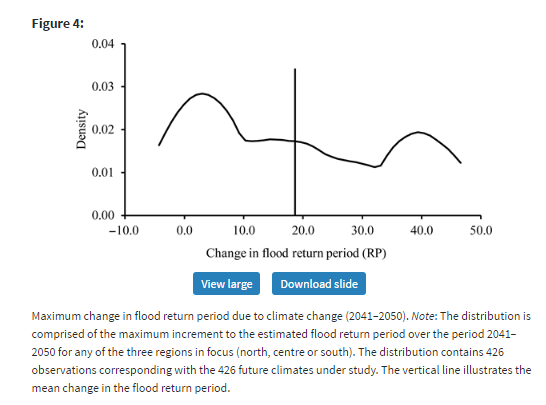 Figure 4:
0.04
0.03
0.02
0.01
0.00
Density
−10.0 0.0 10.0 20.0 30.0 40.0 50.0
Change in flood return period (RP)
View large Download slide
Maximum change in flood return period due to climate change (2041–2050). Note: The distribution is
comprised of the maximum increment to the estimated flood return period over the period 2041–
2050 for any of the three regions in focus (north, centre or south). The distribution contains 426
observations corresponding with the 426 future climates under study. The vertical line illustrates the
mean change in the flood return period.